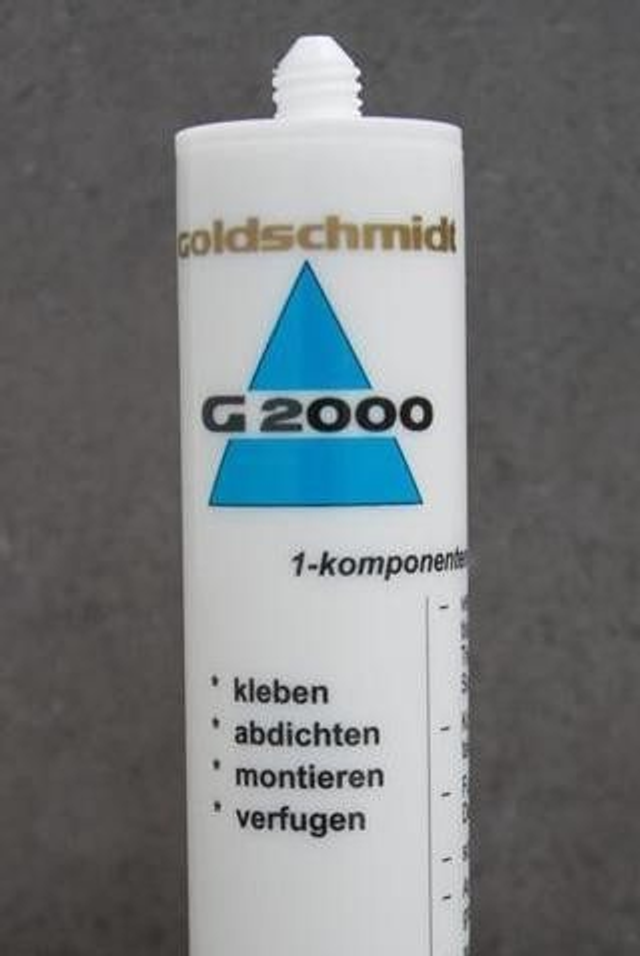 goldschmidt
G 2000
1-komponenten
* kleben
* abdichten
* montieren
* verfugen